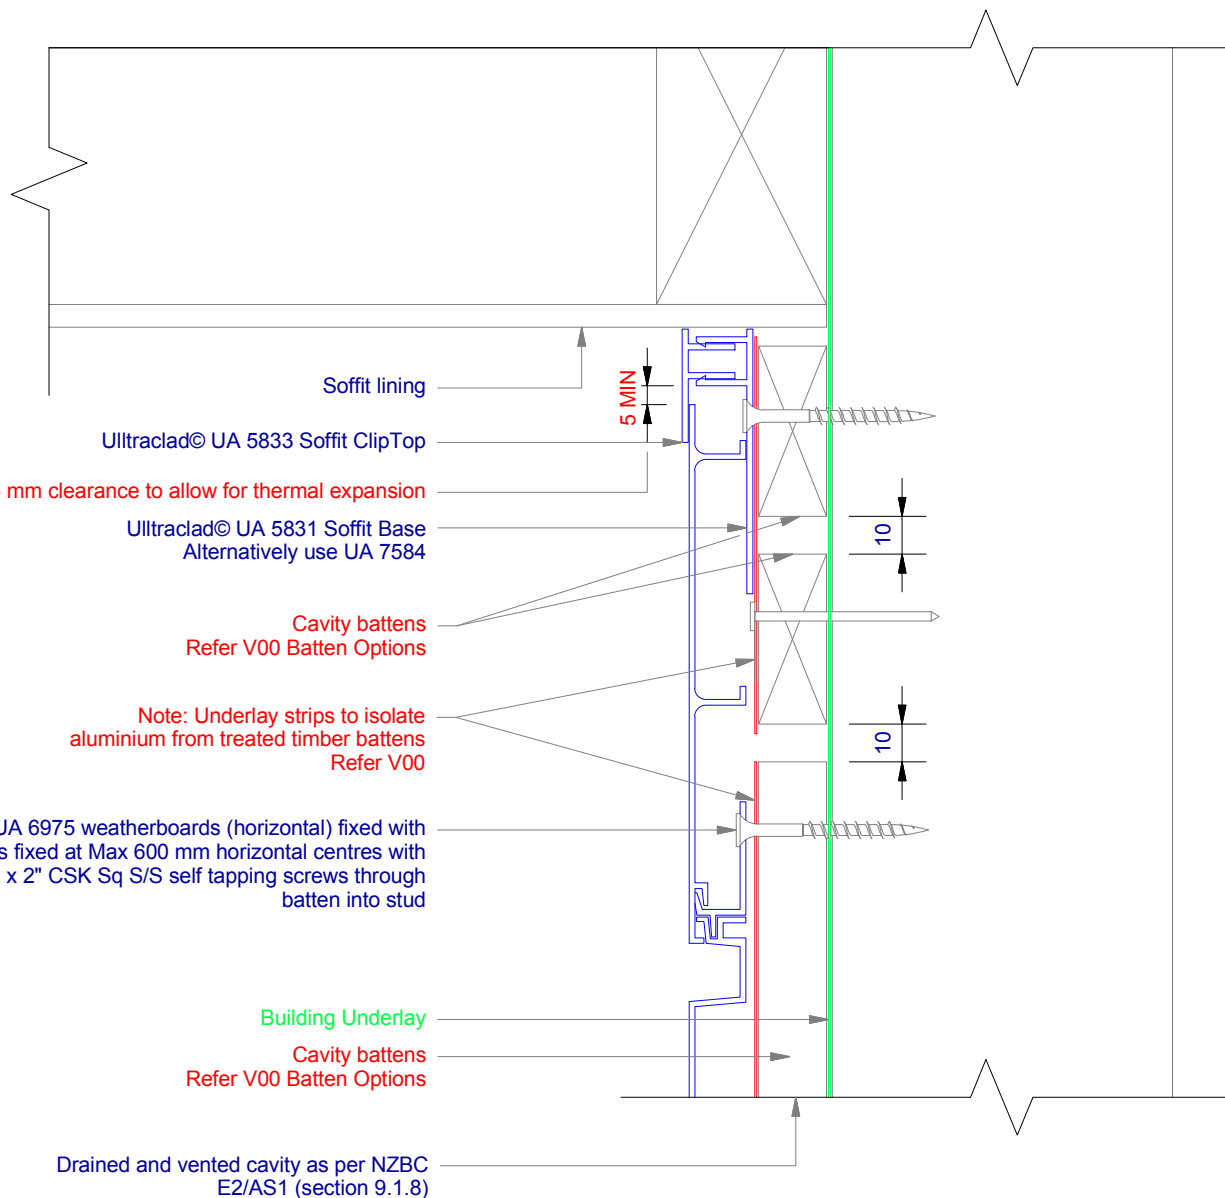 Soffit lining
5 MIN
Ulltraclad© UA 5833 Soffit ClipTop
mm clearance to allow for thermal expansion
Ulltraclad© UA 5831 Soffit Base
Alternatively use UA 7584
10
Cavity battens
Refer V00 Batten Options
Note: Underlay strips to isolate
aluminium from treated timber battens
Refer V00
10
UA 6975 weatherboards (horizontal) fixed with
s fixed at Max 600 mm horizontal centres with
x 2" CSK Sq S/S self tapping screws through
batten into stud
Building Underlay
Cavity battens
Refer V00 Batten Options
Drained and vented cavity as per NZBC
E2/AS1 (section 9.1.8)